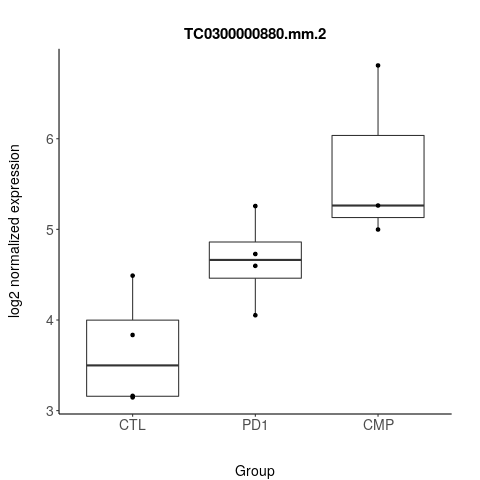 TC0300000880.mm.2
log2 normalized expression
6
5
4
3
CTL
PD1
CMP
Group